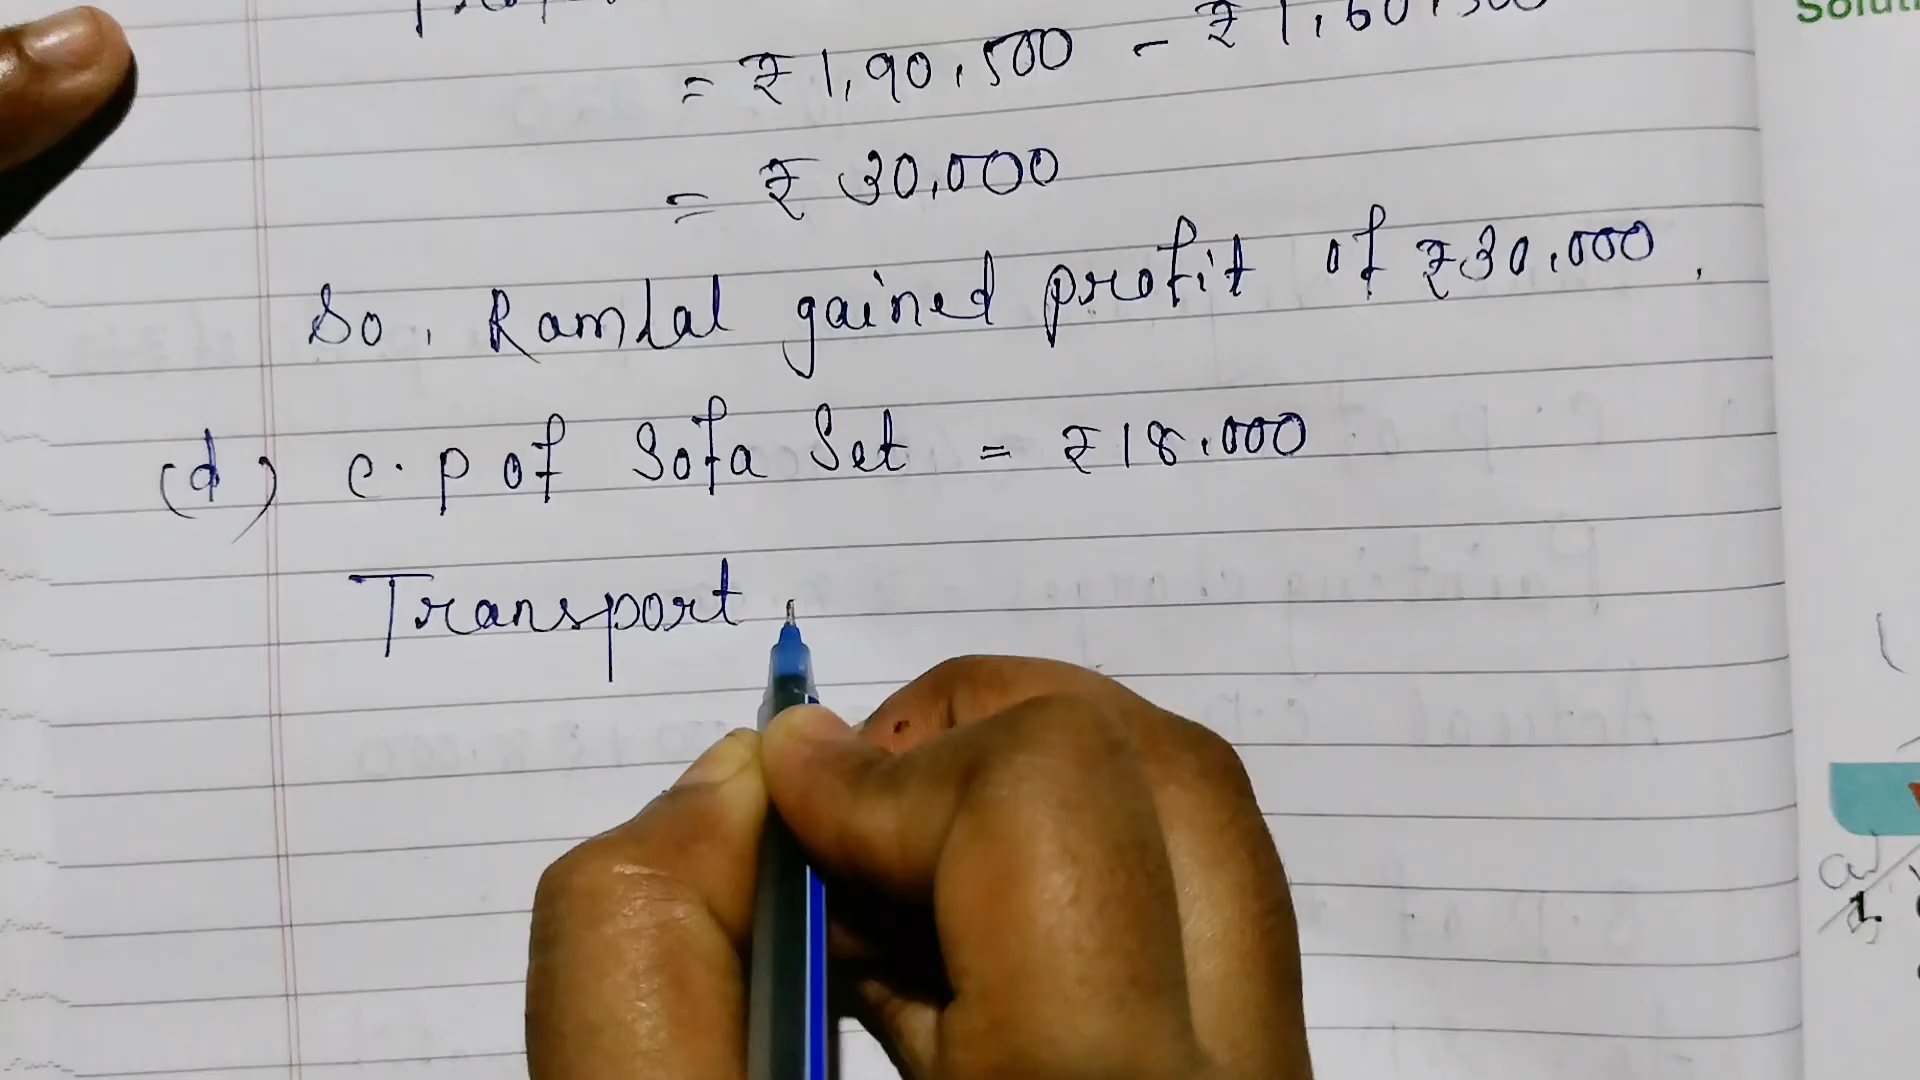 = ₹1,90,500 - ₹1,60,500
= ₹ 30,000
So, Ramlal gained profit of ₹30,000.
(d) C.P of Sofa Set = ₹18,000
Transport